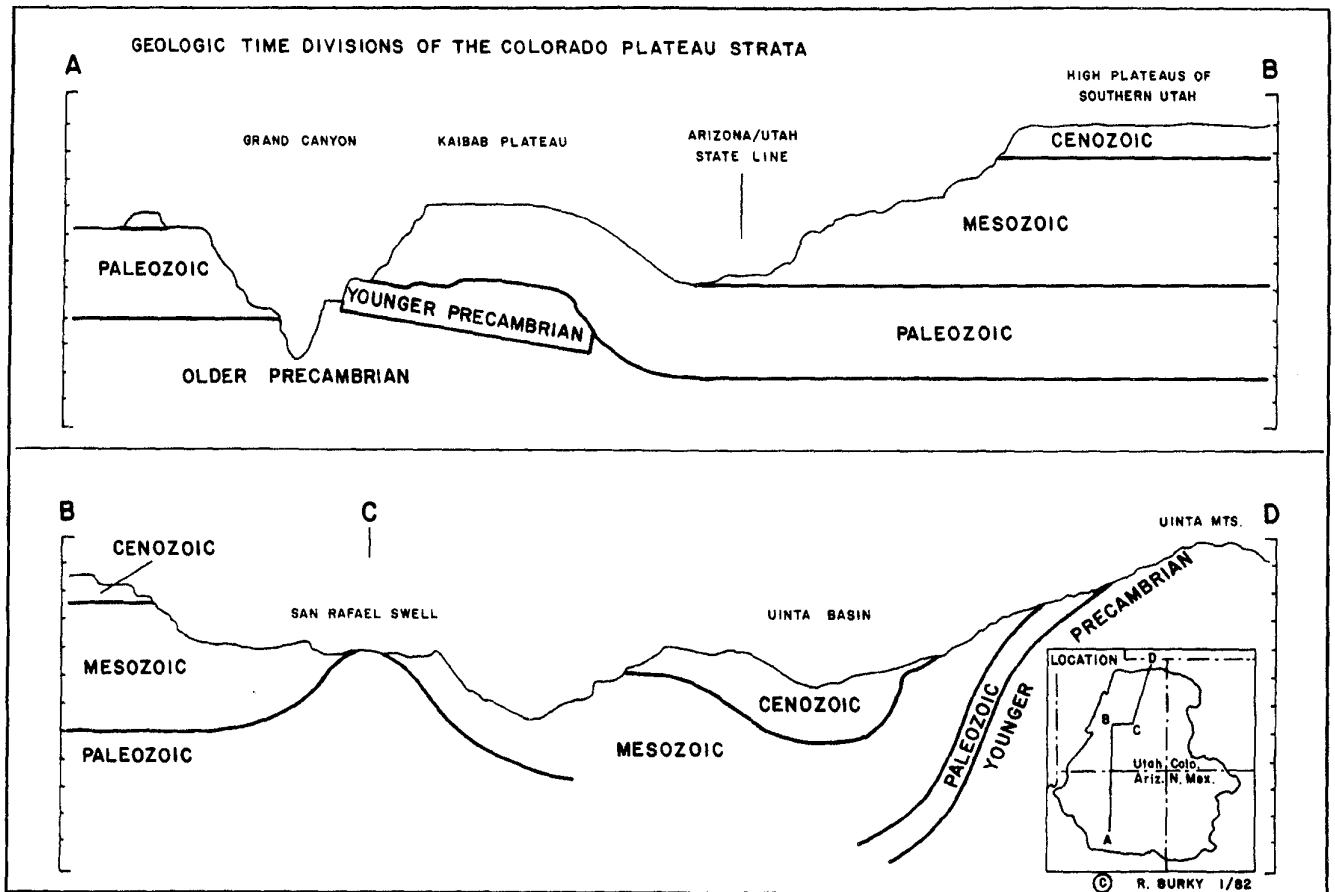 GEOLOGIC TIME DIVISIONS OF THE COLORADO PLATEAU STRATA
A
B
HIGH PLATEAUS OF
SOUTHERN UTAH
GRAND CANYON
KAIBAB PLATEAU
ARIZONA/UTAH
STATE LINE
CENOZOIC
MESOZOIC
PALEOZOIC
YOUNGER PRECAMBRIAN
PALEOZOIC
OLDER PRECAMBRIAN
B
C
D
UINTA MTS.
CENOZOIC
SAN RAFAEL SWELL
UINTA BASIN
MESOZOIC
CENOZOIC
PALEOZOIC
MESOZOIC
PALEOZOIC
YOUNGER PRECAMBRIAN
LOCATION
D
B
C
Utah Colo.
Ariz. N. Mex.
A
© R. BURKY 1/82